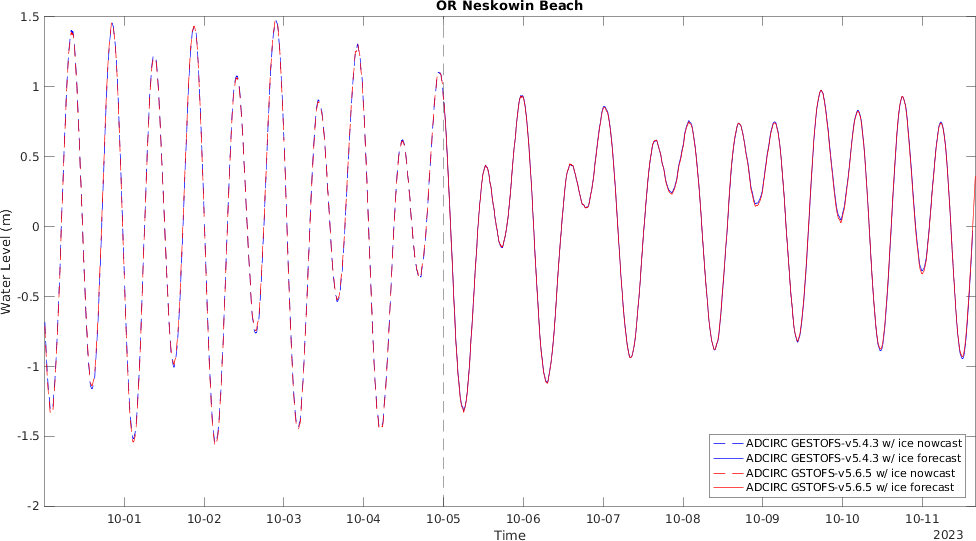 OR Neskowin Beach
1.5
1
0.5
0
-0.5
-1
-1.5
-2
Water Level (m)
10-01 10-02 10-03 10-04 10-05 10-06 10-07 10-08 10-09 10-10 10-11
Time
2023
ADCIRC GESTOFS-v5.4.3 w/ ice nowcast
ADCIRC GESTOFS-v5.4.3 w/ ice forecast
ADCIRC GSTOFS-v5.6.5 w/ ice nowcast
ADCIRC GSTOFS-v5.6.5 w/ ice forecast